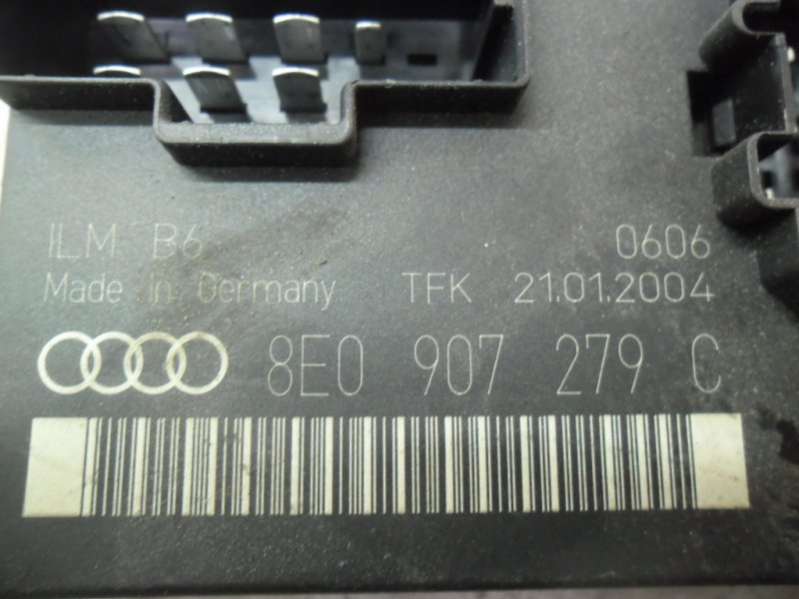 ILM B6 0606
Made in Germany TFK 21.01.2004
8E0 907 279 C